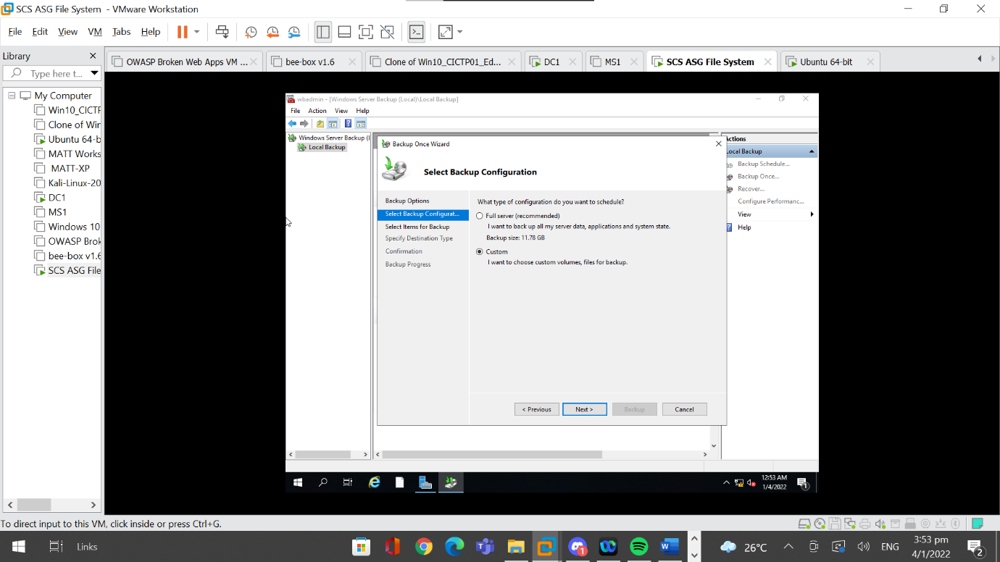 SCS ASG File System - VMware Workstation
File Edit View VM Tabs Help
Library
Type here t...
OWASP Broken Web Apps VM ...
bee-box v1.6
Clone of Win10_CICTP01_Ed...
DC1
MS1
SCS ASG File System
Ubuntu 64-bit
My Computer
Win10_CICTF
Clone of Wir
Ubuntu 64-b
MATT Works
MATT-XP
Kali-Linux-20
DC1
MS1
Windows 10
OWASP Brok
bee-box v1.6
SCS ASG File
wbadmin - [Windows Server Backup (Local)\Local Backup]
File Action View Help
Windows Server Backup (l
Local Backup
Backup Once Wizard
Select Backup Configuration
Backup Options
Select Backup Configurat...
Select Items for Backup
Specify Destination Type
Confirmation
Backup Progress
What type of configuration do you want to schedule?
Full server (recommended)
I want to back up all my server data, applications and system state.
Backup size: 11.78 GB
Custom
I want to choose custom volumes, files for backup.
< Previous Next > Backup Cancel
ctions
ocal Backup
Backup Schedule...
Backup Once...
Recover...
Configure Performanc...
View
Help
12:53 AM
1/4/2022
1
To direct input to this VM, click inside or press Ctrl+G.
Links
1
26°C
ENG
3:53 pm
4/1/2022
2